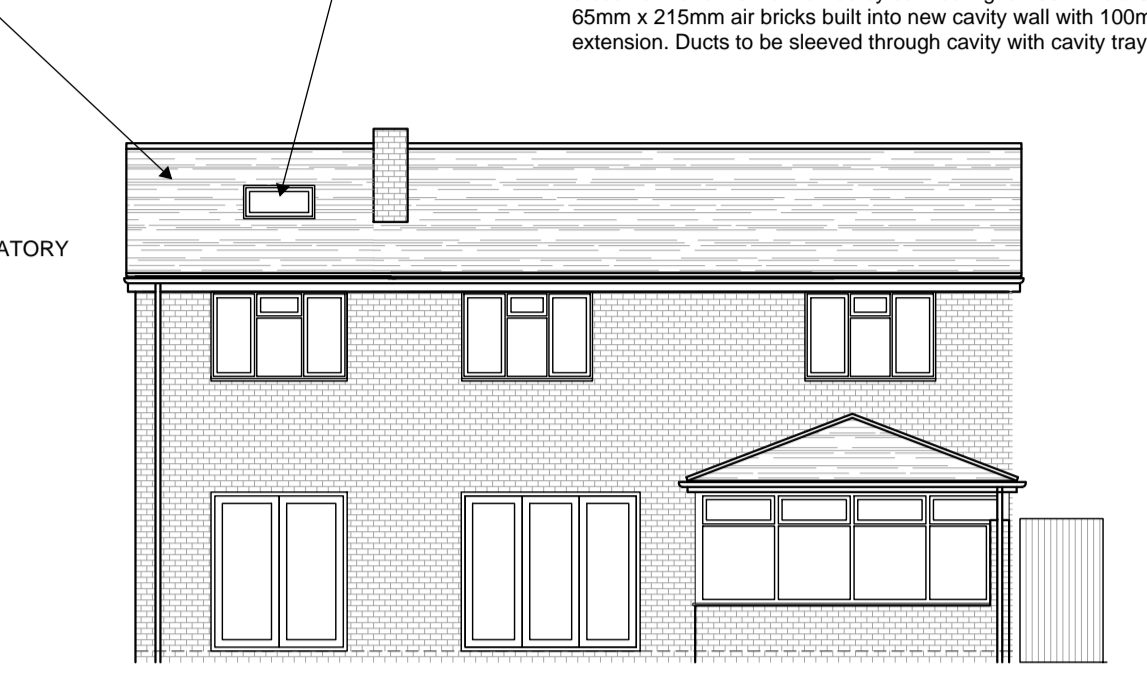 65mm x 215mm air bricks built into new cavity wall with 100m
extension. Ducts to be sleeved through cavity with cavity tray
ATORY